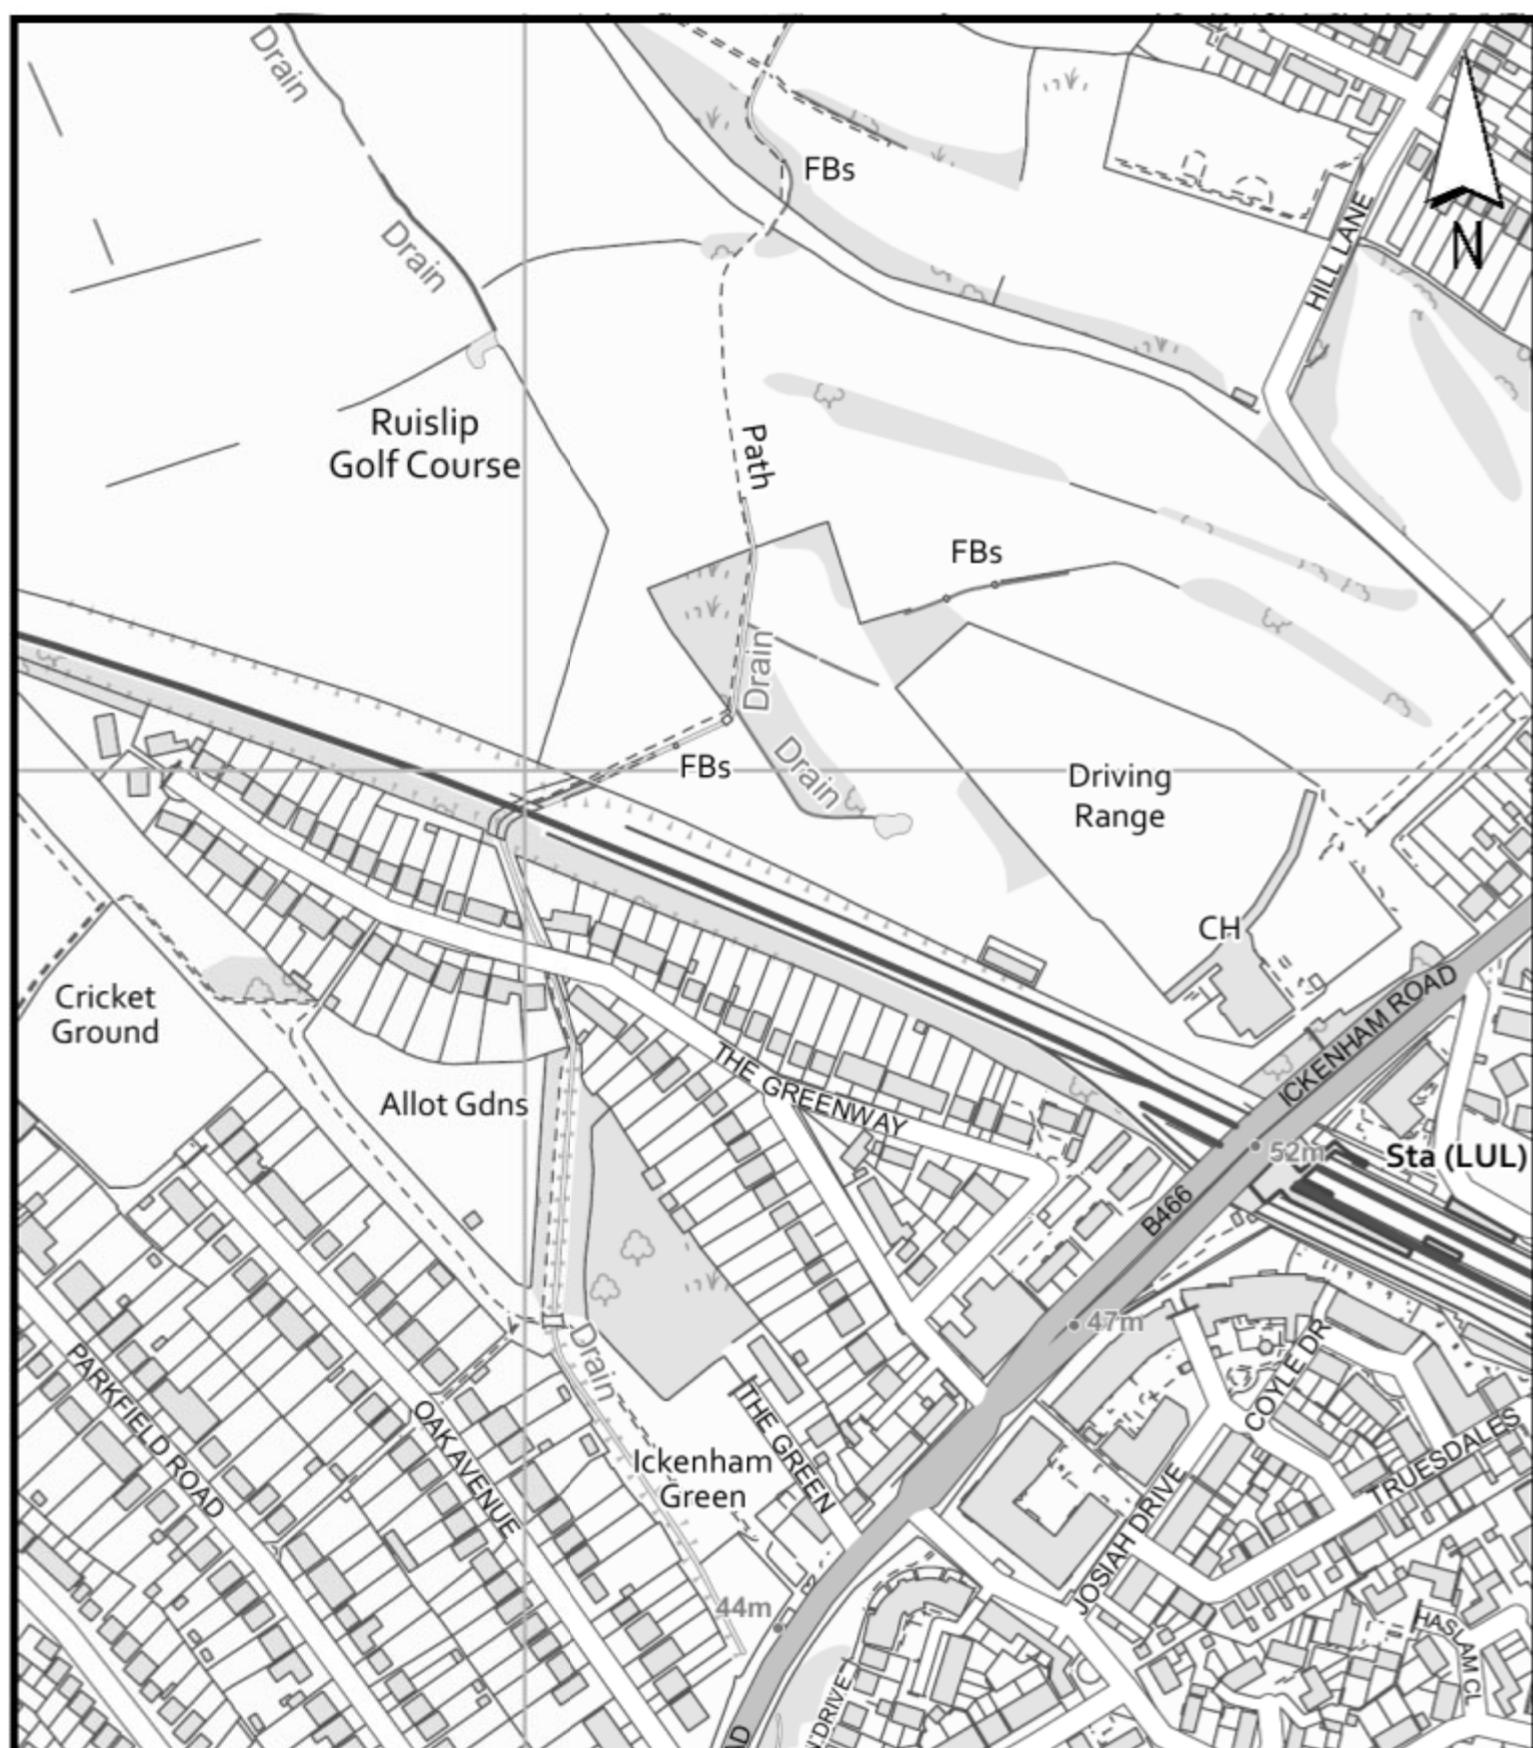 Drain
FBs
HILL LANE
N
Drain
Ruislip
Golf Course
Path
FBs
Drain
FBs
Drain
Driving
Range
CH
Cricket
Ground
ICKENHAM ROAD
THE GREENWAY
Allot Gdns
52m
Sta (LUL)
B466
47m
Drain
COYLE DR
PARKFIELD ROAD
OAK AVENUE
THE GREEN
TRUESDALES
Ickenham
Green
JOSIAH DRIVE
44m
HASLAM CL
DRIVE